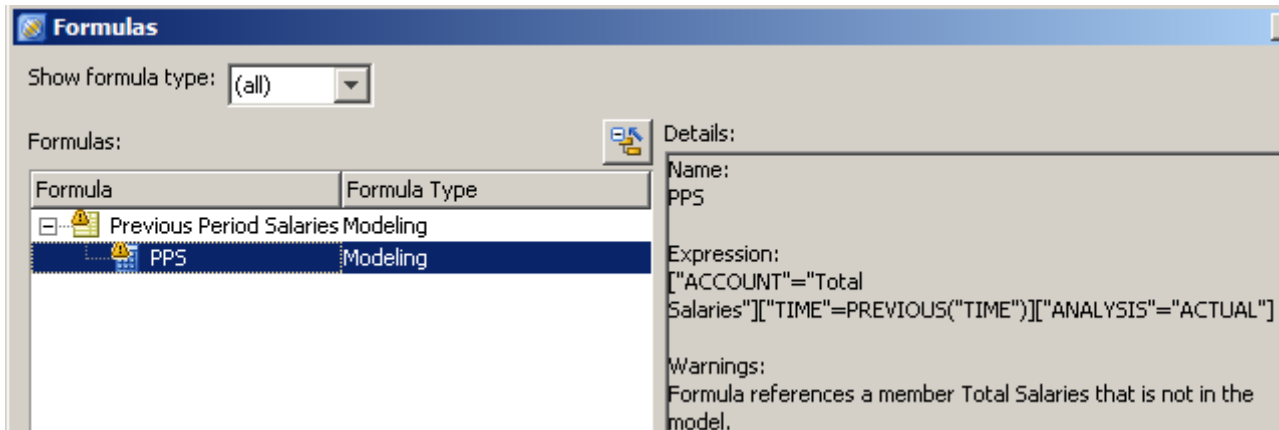 Formulas
Show formula type: (all)
Formulas:
Formula Formula Type
Previous Period Salaries Modeling
PPS Modeling
Details:
Name:
PPS
Expression:
["ACCOUNT"="Total
Salaries"]["TIME"=PREVIOUS("TIME")]["ANALYSIS"="ACTUAL"]
Warnings:
Formula references a member Total Salaries that is not in the
model.